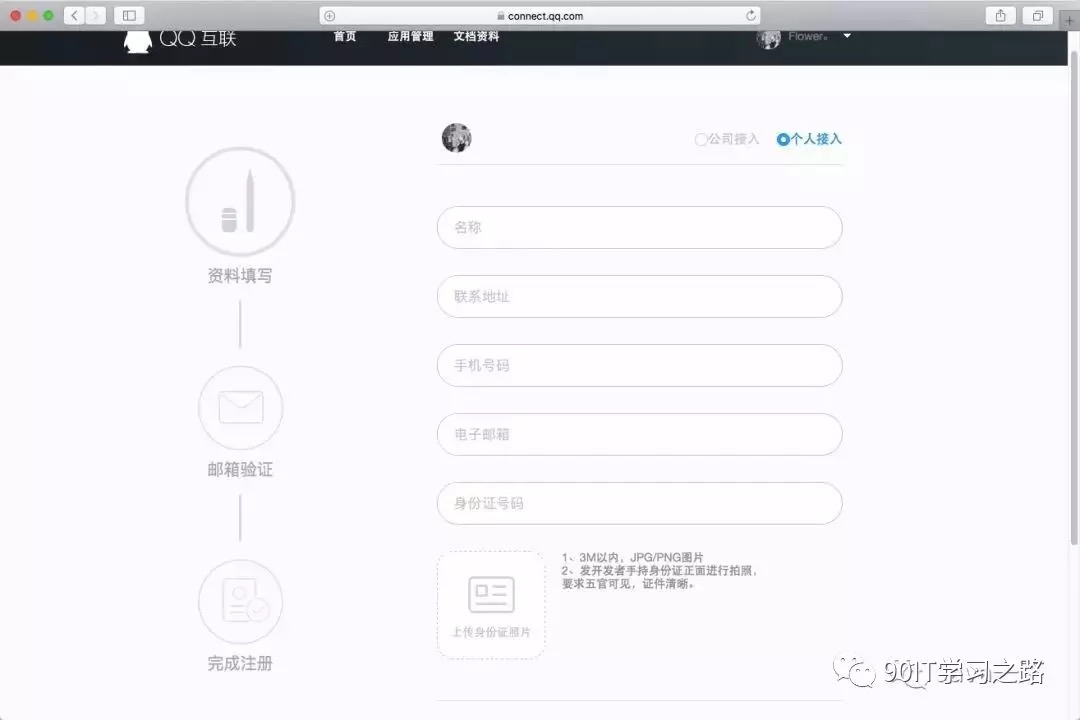 connect.qq.com
QQ互联
首页
应用管理
文档资料
Flower。
公司接入
个人接入
资料填写
邮箱验证
完成注册
名称
联系地址
手机号码
电子邮箱
身份证号码
上传身份证照片
1、3M以内，JPG/PNG图片
2、发开发者手持身份证正面进行拍照，
要求五官可见，证件清晰。
90IT学习之路